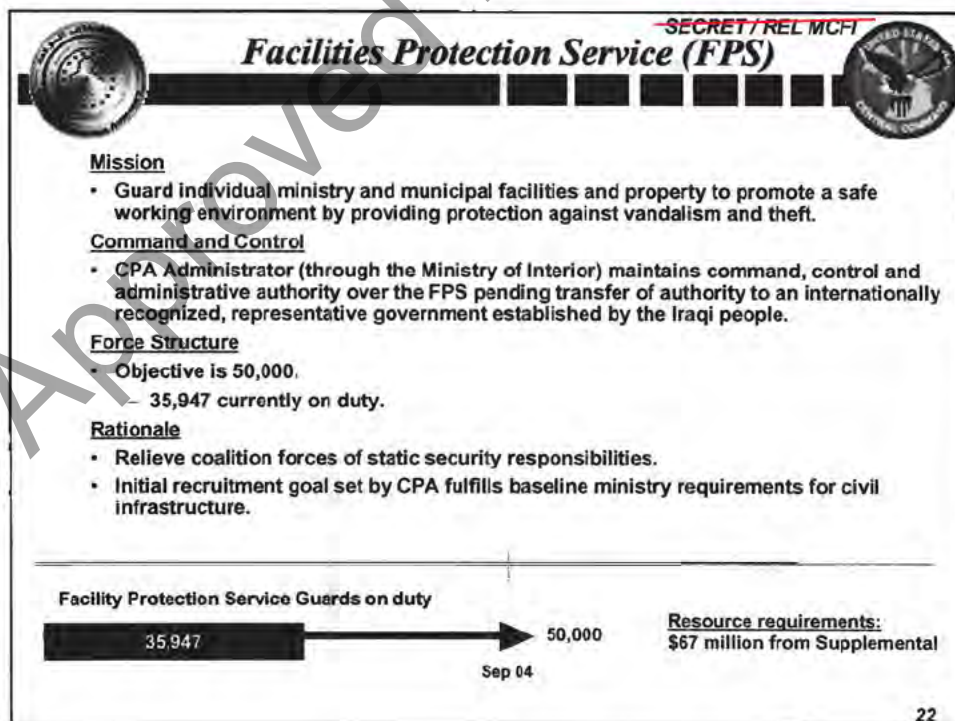 SECRET / REL MCFI
Facilities Protection Service (FPS)
UNITED STATES
CENTRAL COMMAND
Mission
• Guard individual ministry and municipal facilities and property to promote a safe
working environment by providing protection against vandalism and theft.
Command and Control
• CPA Administrator (through the Ministry of Interior) maintains command, control and
administrative authority over the FPS pending transfer of authority to an internationally
recognized, representative government established by the Iraqi people.
Force Structure
• Objective is 50,000.
– 35,947 currently on duty.
Rationale
• Relieve coalition forces of static security responsibilities.
• Initial recruitment goal set by CPA fulfills baseline ministry requirements for civil
infrastructure.
Facility Protection Service Guards on duty
35,947
50,000
Sep 04
Resource requirements:
$67 million from Supplemental
22
Approved